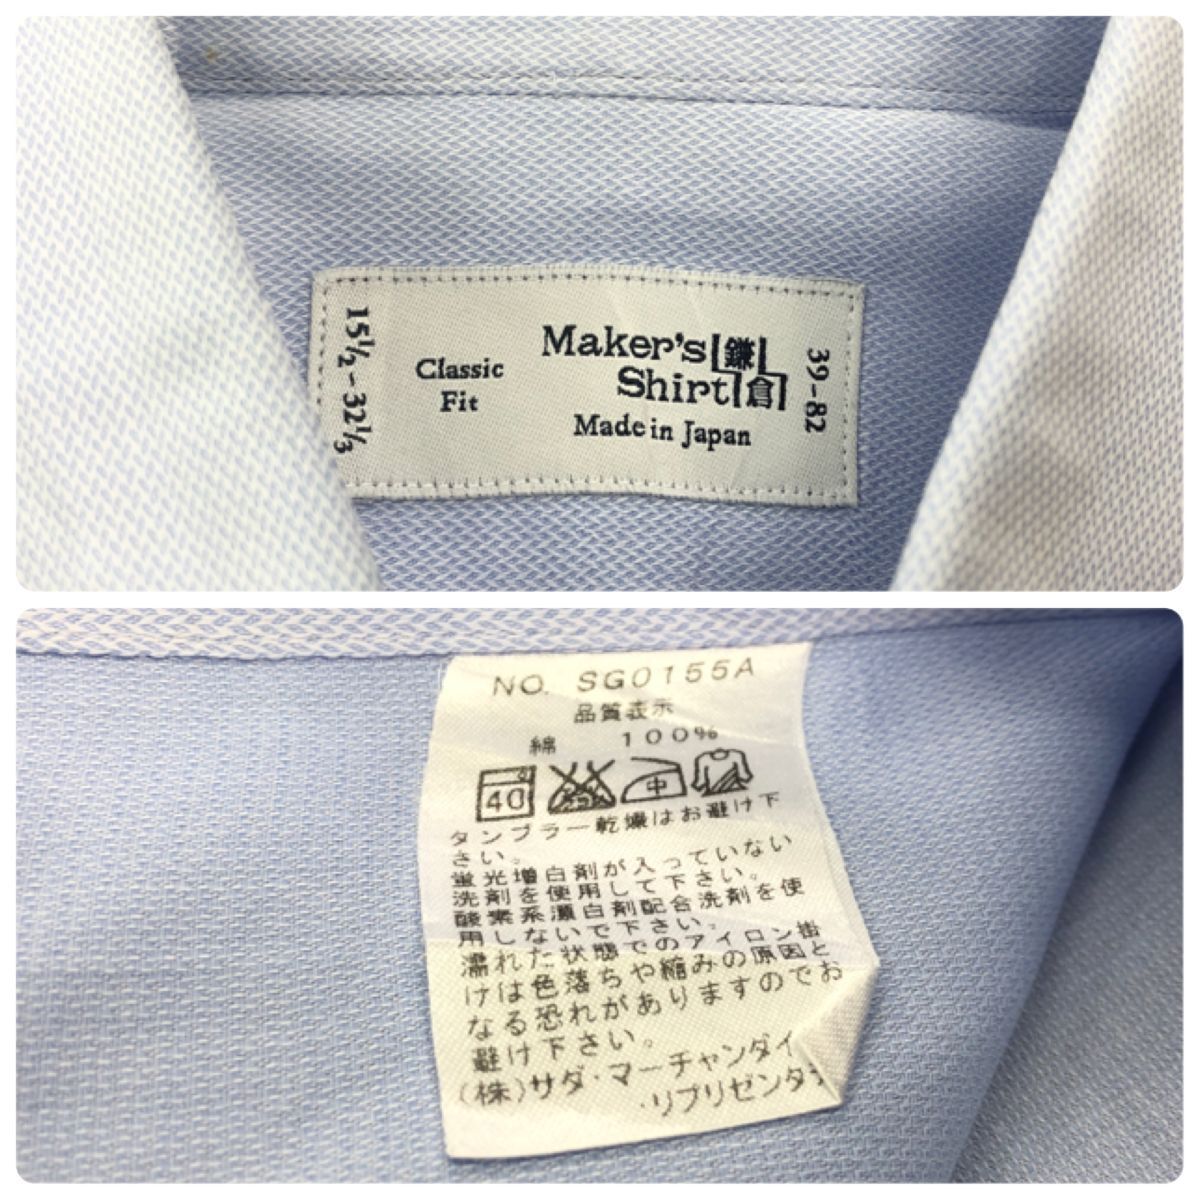 15½-32⅓
Classic
Fit
Maker's 鎌
Shirt 倉
Made in Japan
39-82
NO. SG0155A
品質表示
綿 100%
40 中
タンブラー乾燥はお避け下
さい。
蛍光増白剤が入っていない
洗剤を使用して下さい。
酸素系漂白剤配合洗剤を使
用しないで下さい。
濡れた状態でのアイロン掛
けは色落ちや縮みの原因と
なる恐れがありますのでお
避け下さい。
(株)サダ・マーチャンダイ
・リプリゼンタ